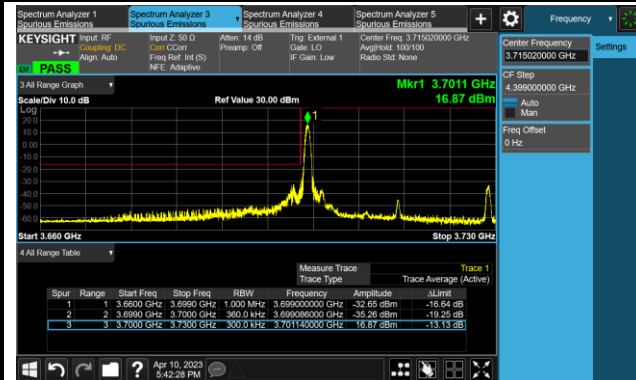 Spectrum Analyzer 1
Spurious Emissions
Spectrum Analyzer 3
Spurious Emissions
Spectrum Analyzer 4
Spurious Emissions
Spectrum Analyzer 5
Spurious Emissions
+
Frequency
KEYSIGHT
PASS
Input: RF
Coupling: DC
Align: Auto
Input Z: 50 Ω
Corr CCorr
Freq Ref: Int (S)
NFE: Adaptive
Atten: 14 dB
Preamp: Off
Trig: External 1
Gate: LO
IF Gain: Low
Center Freq: 3.715020000 GHz
Avg|Hold: 100/100
Radio Std: None
Center Frequency
3.715020000 GHz
Settings
CF Step
4.399000000 GHz
Auto
Man
Freq Offset
0 Hz
3 All Range Graph
Mkr1 3.7011 GHz
Scale/Div 10.0 dB
Ref Value 30.00 dBm
16.87 dBm
Log
20.0
10.0
0.00
-10.0
-20.0
-30.0
-40.0
-50.0
-60.0
1
Start 3.660 GHz
Stop 3.730 GHz
4 All Range Table
Measure Trace Trace 1
Trace Type Trace Average (Active)
Spur Range Start Freq Stop Freq RBW Frequency Amplitude ΔLimit
1 1 3.6600 GHz 3.6990 GHz 1.000 MHz 3.699000000 GHz -32.65 dBm -16.64 dB
2 2 3.6990 GHz 3.7000 GHz 360.0 kHz 3.699086000 GHz -35.26 dBm -19.25 dB
3 3 3.7000 GHz 3.7300 GHz 300.0 kHz 3.701140000 GHz 16.87 dBm -13.13 dB
?
Apr 10, 2023
5:42:28 PM